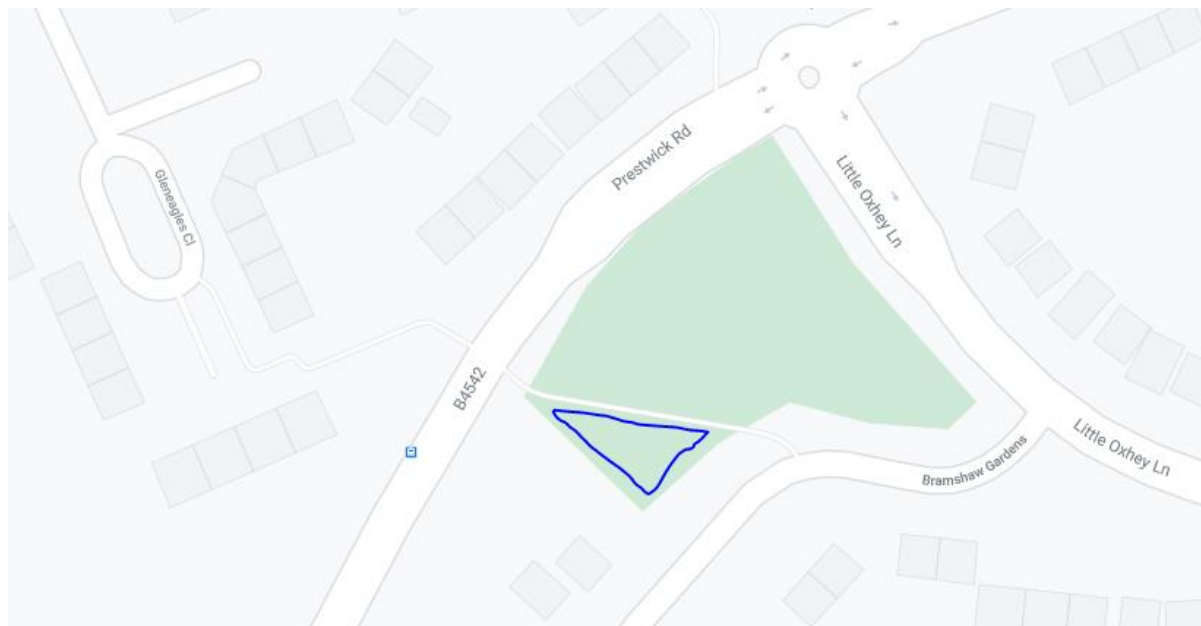 Prestwick Rd
Little Oxhey Ln
Gleneagles Cl
B4542
Little Oxhey Ln
Bramshaw Gardens